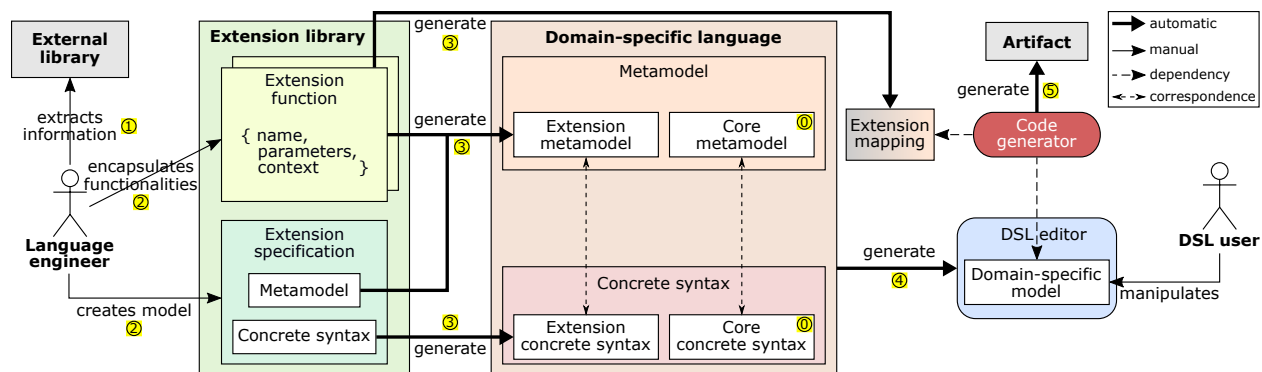 External
library
extracts
information ①
encapsulates
functionalities
②
Language
engineer
creates model
②
Extension library
Extension
function
{ name,
parameters,
context }
Extension
specification
Metamodel
Concrete syntax
generate
③
generate
③
③
generate
Domain-specific language
Metamodel
Extension
metamodel
⓪
Core
metamodel
Concrete syntax
Extension
concrete syntax
⓪
Core
concrete syntax
Extension
mapping
generate
④
Artifact
generate ⑤
Code
generator
DSL editor
Domain-specific
model
DSL user
manipulates
automatic
manual
dependency
correspondence